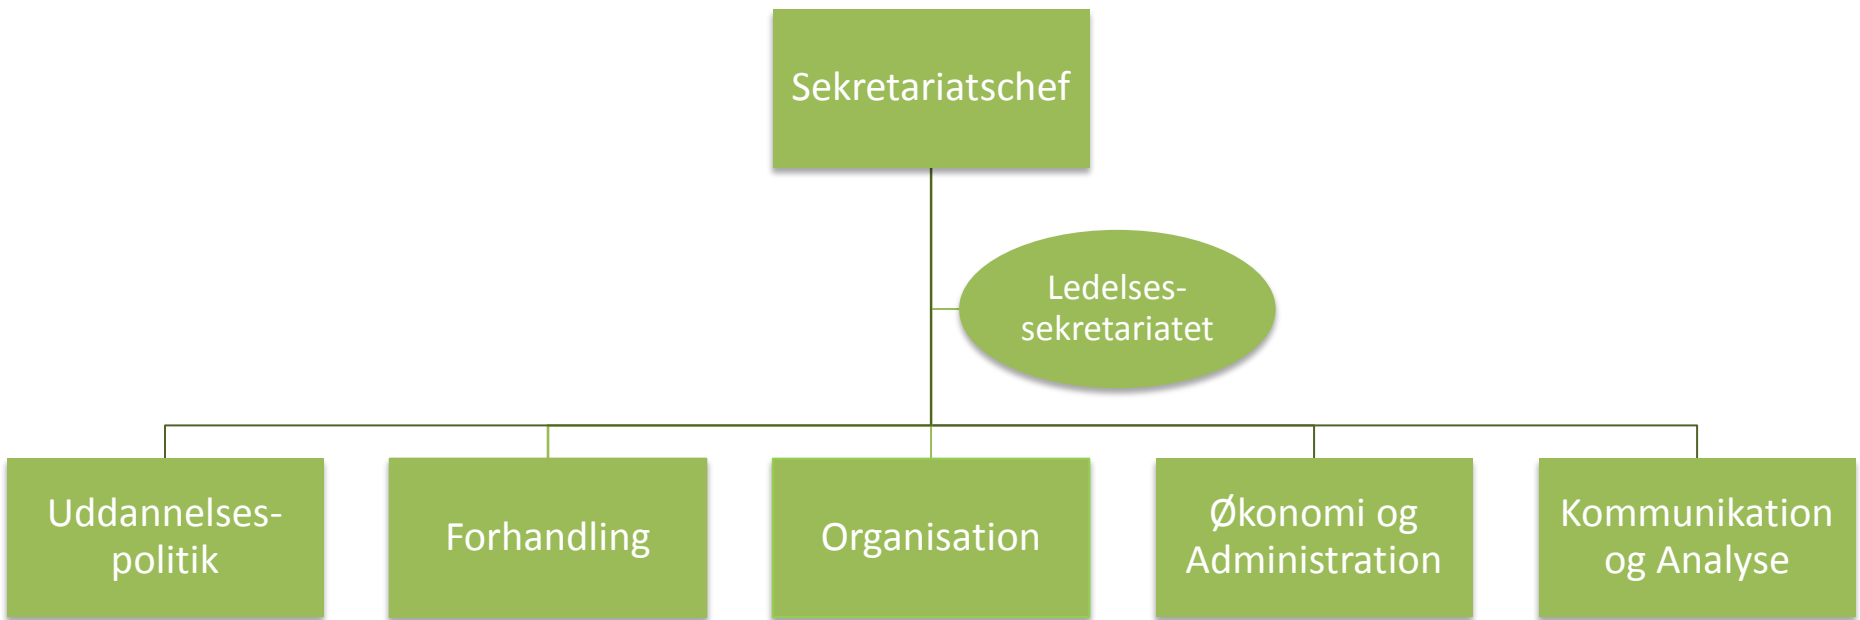 Sekretariatschef
Ledelses-
sekretariatet
Uddannelses-
politik
Forhandling
Organisation
Økonomi og
Administration
Kommunikation
og Analyse